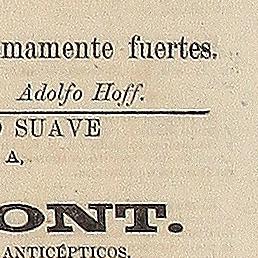 mamente fuertes.
Adolfo Hoff.
O SUAVE
A,
ONT.
ANTICÉPTICOS.